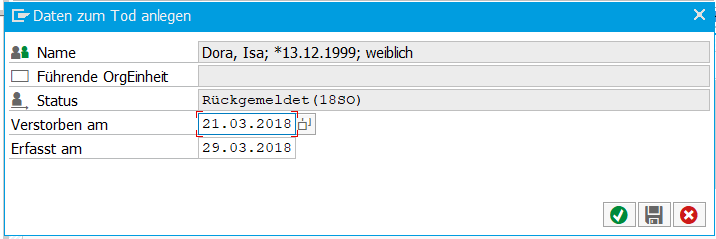 Daten zum Tod anlegen
Name Dora, Isa; *13.12.1999; weiblich
Führende OrgEinheit
Status Rückgemeldet(18SO)
Verstorben am 21.03.2018
Erfasst am 29.03.2018